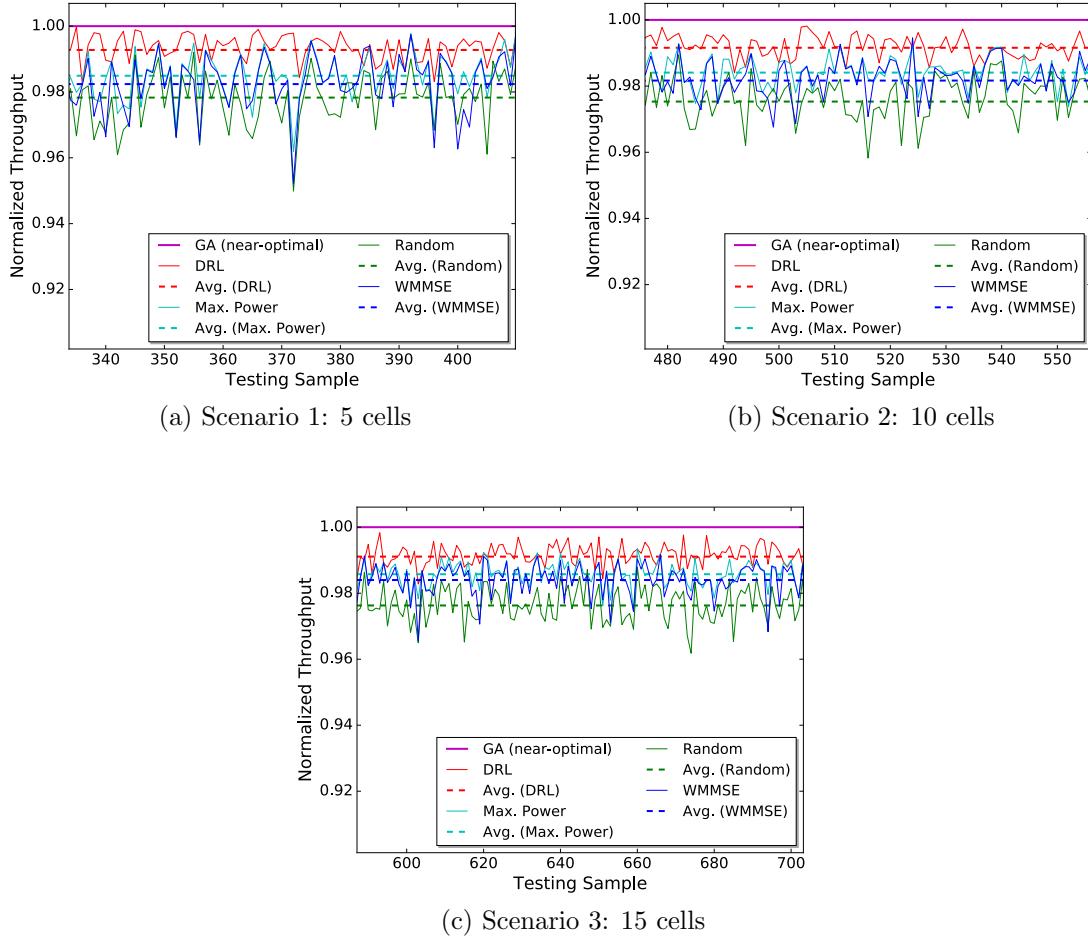 1.00
0.98
0.96
0.94
0.92
Normalized Throughput
GA (near-optimal)
DRL
Avg. (DRL)
Max. Power
Avg. (Max. Power)
Random
Avg. (Random)
WMMSE
Avg. (WMMSE)
340 350 360 370 380 390 400
Testing Sample
(a) Scenario 1: 5 cells
1.00
0.98
0.96
0.94
0.92
Normalized Throughput
GA (near-optimal)
DRL
Avg. (DRL)
Max. Power
Avg. (Max. Power)
Random
Avg. (Random)
WMMSE
Avg. (WMMSE)
480 490 500 510 520 530 540 550
Testing Sample
(b) Scenario 2: 10 cells
1.00
0.98
0.96
0.94
0.92
Normalized Throughput
GA (near-optimal)
DRL
Avg. (DRL)
Max. Power
Avg. (Max. Power)
Random
Avg. (Random)
WMMSE
Avg. (WMMSE)
600 620 640 660 680 700
Testing Sample
(c) Scenario 3: 15 cells